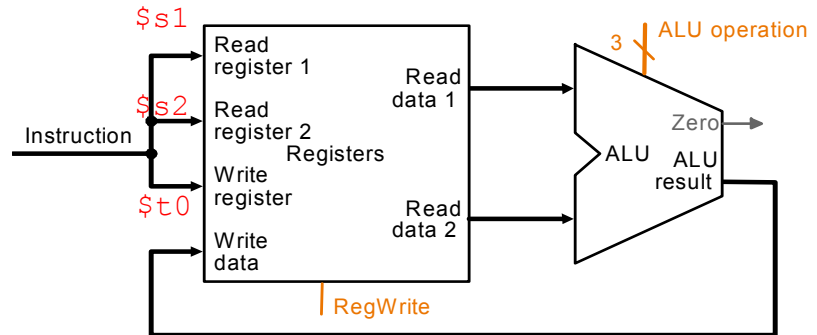 $s1
Read
register 1
$s2
Read
register 2
Instruction
Registers
Write
register
$t0
Write
data
Read
data 1
Read
data 2
RegWrite
3
ALU operation
Zero
ALU
ALU
result